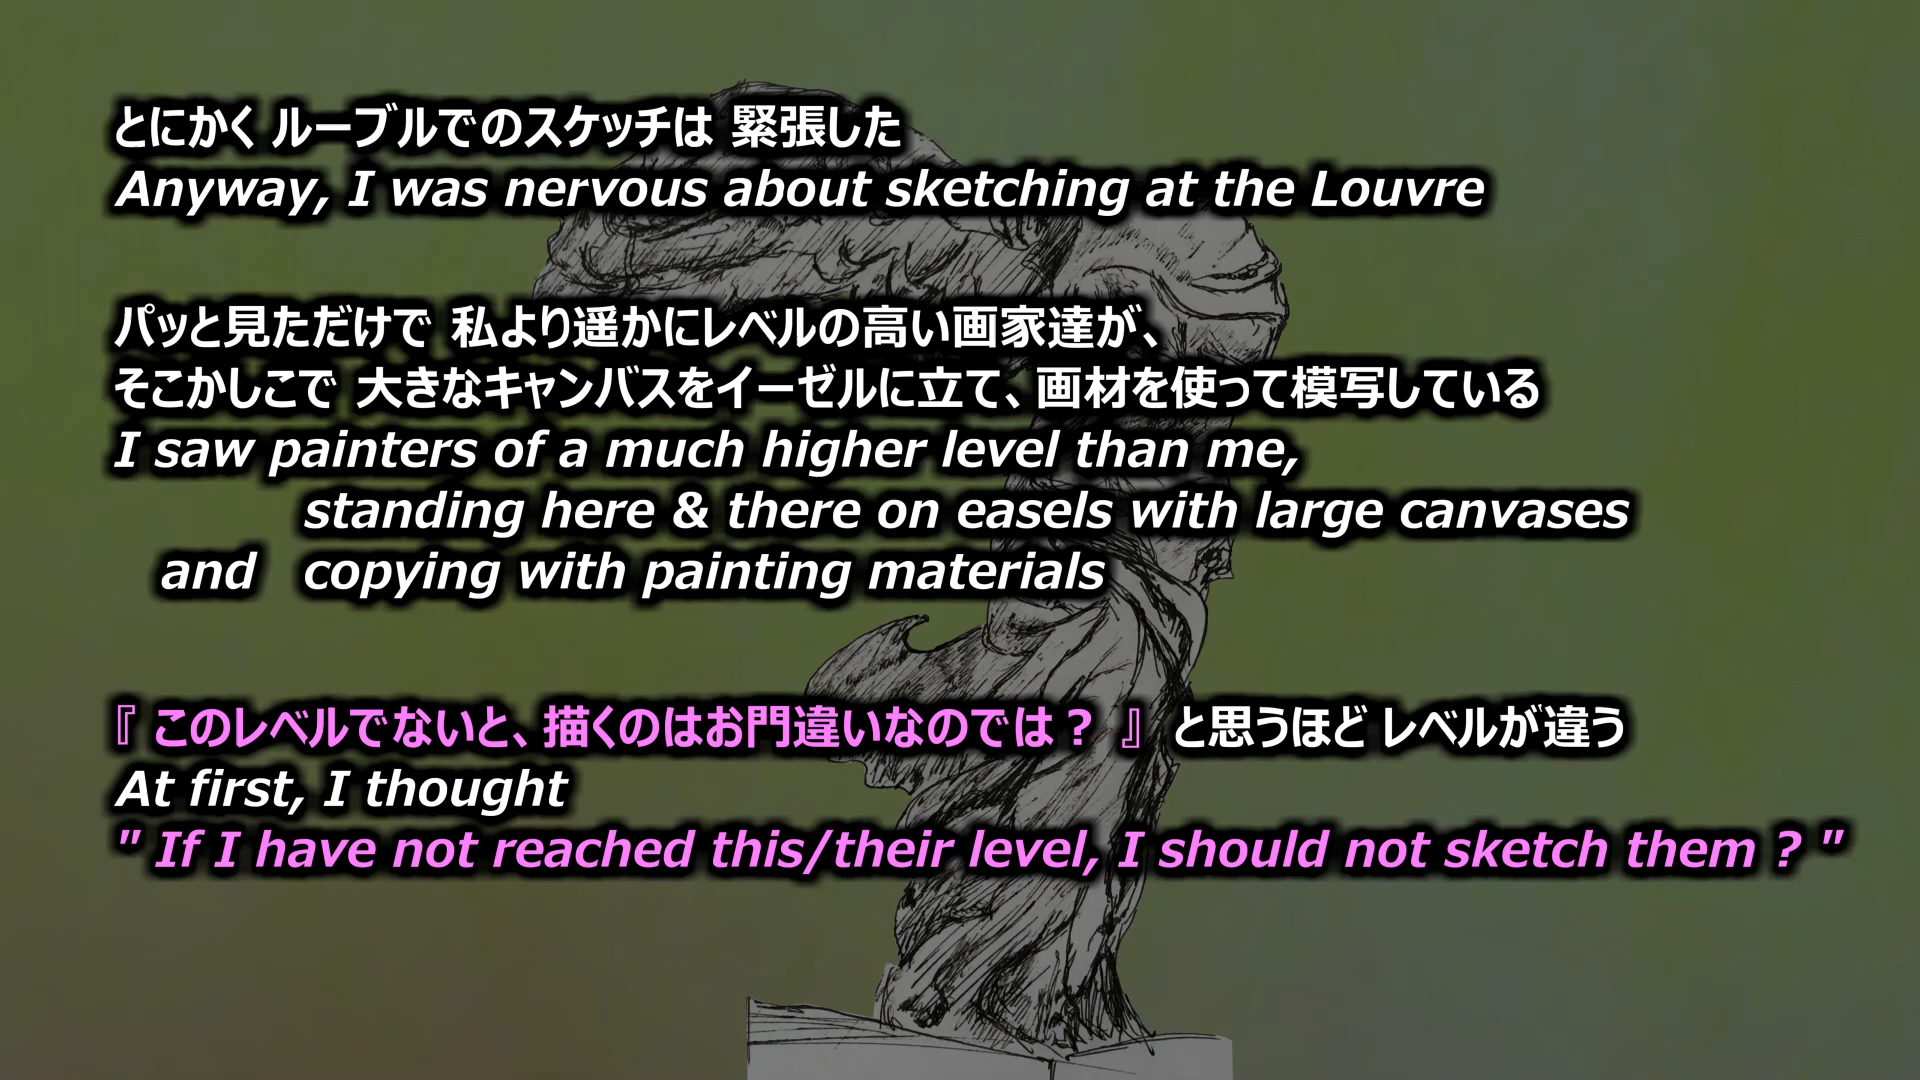 とにかく ルーブルでのスケッチは 緊張した
Anyway, I was nervous about sketching at the Louvre
パッと見ただけで 私より遥かにレベルの高い画家達が、
そこかしこで 大きなキャンバスをイーゼルに立て、画材を使って模写している
I saw painters of a much higher level than me,
standing here & there on easels with large canvases
and copying with painting materials
『 このレベルでないと、描くのはお門違いなのでは？ 』 と思うほど レベルが違う
At first, I thought
" If I have not reached this/their level, I should not sketch them ? "